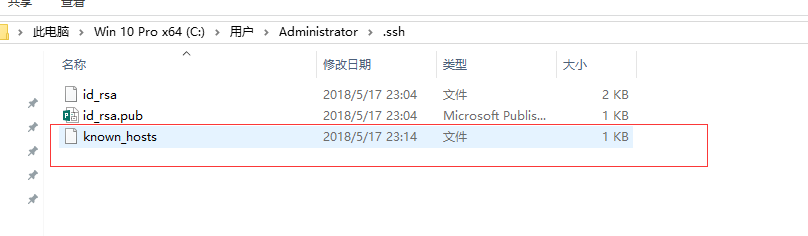 共享 查看
此电脑 > Win 10 Pro x64 (C:) > 用户 > Administrator > .ssh
名称 修改日期 类型 大小
id_rsa 2018/5/17 23:04 文件 2 KB
id_rsa.pub 2018/5/17 23:04 Microsoft Publis... 1 KB
known_hosts 2018/5/17 23:14 文件 1 KB